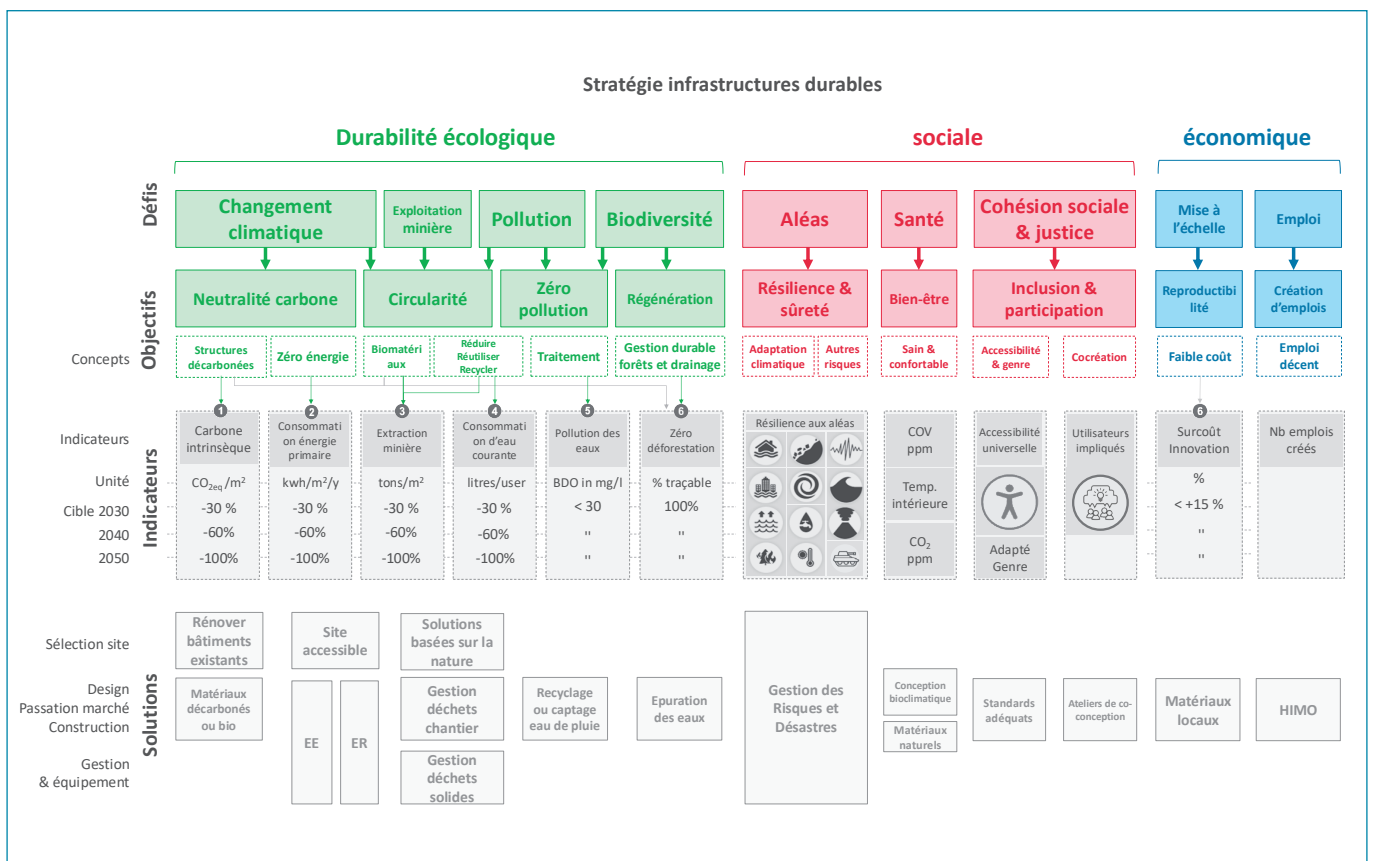 Stratégie infrastructures durables
Durabilité écologique
sociale
économique
Défis
Changement
climatique
Exploitation
minière
Pollution
Biodiversité
Aléas
Santé
Cohésion sociale
& justice
Mise à
l'échelle
Emploi
Objectifs
Neutralité carbone
Circularité
Zéro
pollution
Régénération
Résilience &
sûreté
Bien-être
Inclusion &
participation
Reproductibi
lité
Création
d'emplois
Concepts
Structures
décarbonées
Zéro énergie
Biomatéri
aux
Réduire
Réutiliser
Recycler
Traitement
Gestion durable
forêts et drainage
Adaptation
climatique
Autres
risques
Sain &
confortable
Accessibilité
& genre
Cocréation
Faible coût
Emploi
décent
Indicateurs
Indicateurs
1
Carbone
intrinsèque
2
Consommati
on énergie
primaire
3
Extraction
minière
4
Consommati
on d'eau
courante
5
Pollution des
eaux
6
Zéro
déforestation
Résilience aux aléas
COV
ppm
Accessibilité
universelle
Utilisateurs
impliqués
6
Surcoût
Innovation
Nb emplois
créés
Unité
CO2eq /m²
kwh/m²/y
tons/m²
litres/user
BDO in mg/l
% traçable
Temp.
intérieure
%
Cible 2030
-30 %
-30 %
-30 %
-30 %
< 30
100%
< +15 %
2040
-60%
-60%
-60%
-60%
"
"
CO2
ppm
"
2050
-100%
-100%
-100%
-100%
"
"
Adapté
Genre
"
Solutions
Sélection site
Rénover
bâtiments
existants
Site
accessible
Solutions
basées sur la
nature
Gestion des
Risques et
Désastres
Design
Passation marché
Construction
Matériaux
décarbonés
ou bio
EE
ER
Gestion
déchets
chantier
Recyclage
ou captage
eau de pluie
Epuration
des eaux
Conception
bioclimatique
Matériaux
naturels
Standards
adéquats
Ateliers de co-
conception
Matériaux
locaux
HIMO
Gestion
& équipement
Gestion
déchets
solides